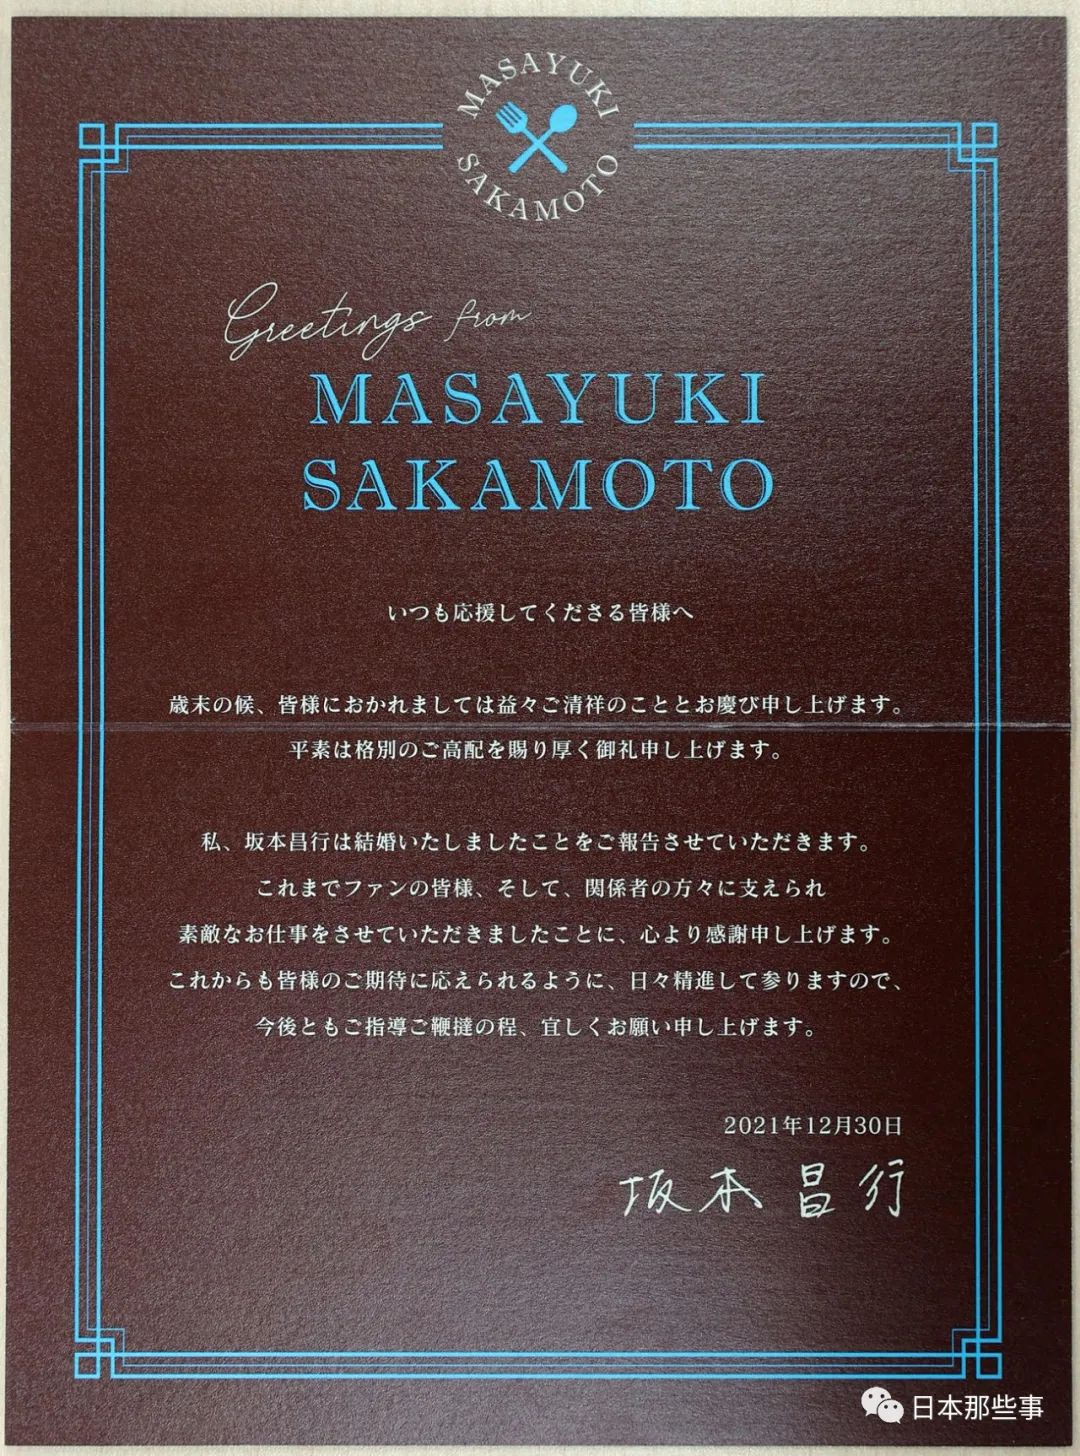 MASAYUKI
SAKAMOTO
Greetings from
MASAYUKI
SAKAMOTO
いつも応援してくださる皆様へ
歳末の候、皆様におかれましては益々ご清祥のこととお慶び申し上げます。
平素は格別のご高配を賜り厚く御礼申し上げます。
私、坂本昌行は結婚いたしましたことをご報告させていただきます。
これまでファンの皆様、そして、関係者の方々に支えられ
素敵なお仕事をさせていただきましたことに、心より感謝申し上げます。
これからも皆様のご期待に応えられるように、日々精進して参りますので、
今後ともご指導ご鞭撻の程、宜しくお願い申し上げます。
2021年12月30日
坂本昌行
日本那些事